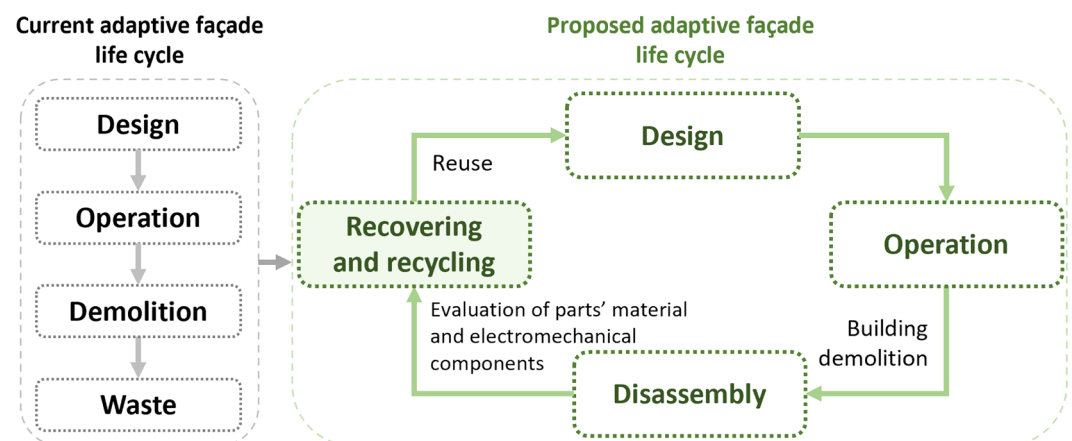 Current adaptive façade
life cycle
Design
Operation
Demolition
Waste
Proposed adaptive façade
life cycle
Design
Reuse
Recovering
and recycling
Operation
Evaluation of parts’ material
and electromechanical
components
Building
demolition
Disassembly